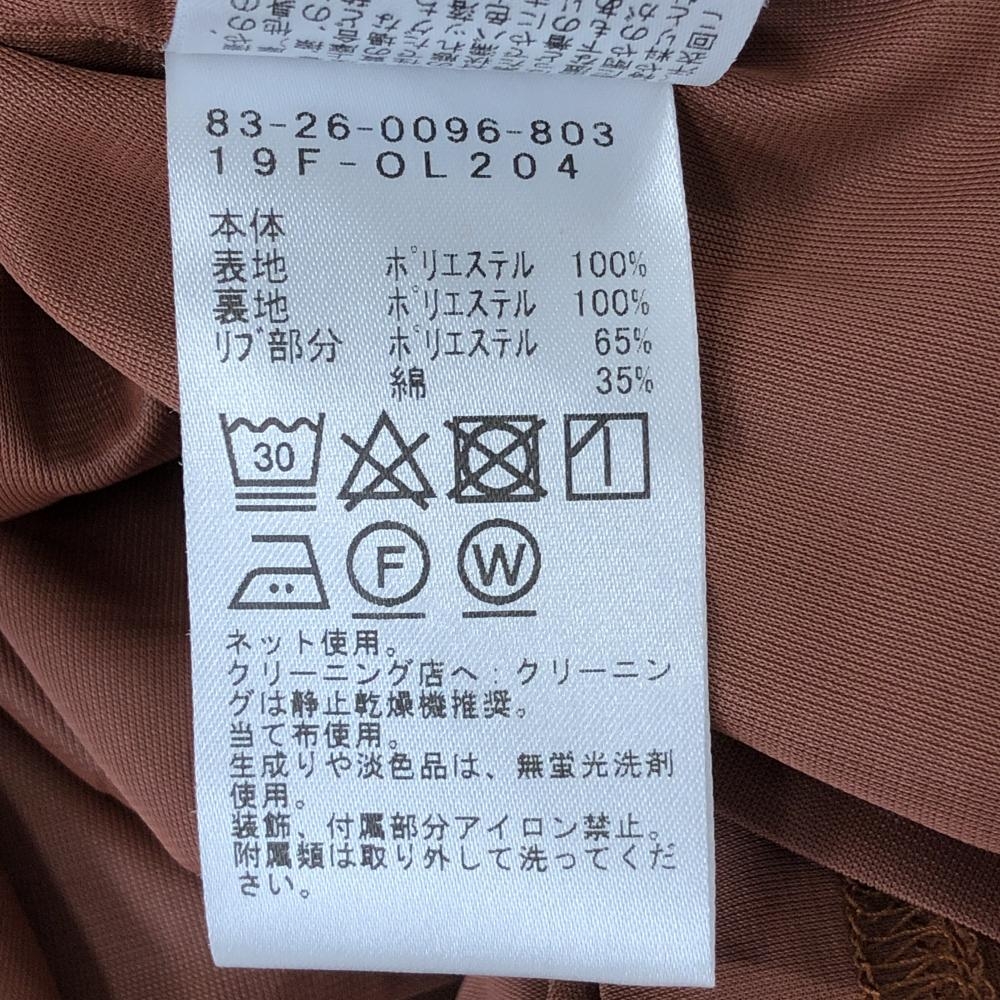 83-26-0096-803
19F-OL204
本体
表地 ポリエステル 100%
裏地 ポリエステル 100%
リブ部分 ポリエステル 65%
綿 35%
30
F W
ネット使用。
クリーニング店へ:クリーニン
グは静止乾燥機推奨。
当て布使用。
生成りや淡色品は、無蛍光洗剤
使用。
装飾、付属部分アイロン禁止。
附属類は取り外して洗ってくだ
さい。